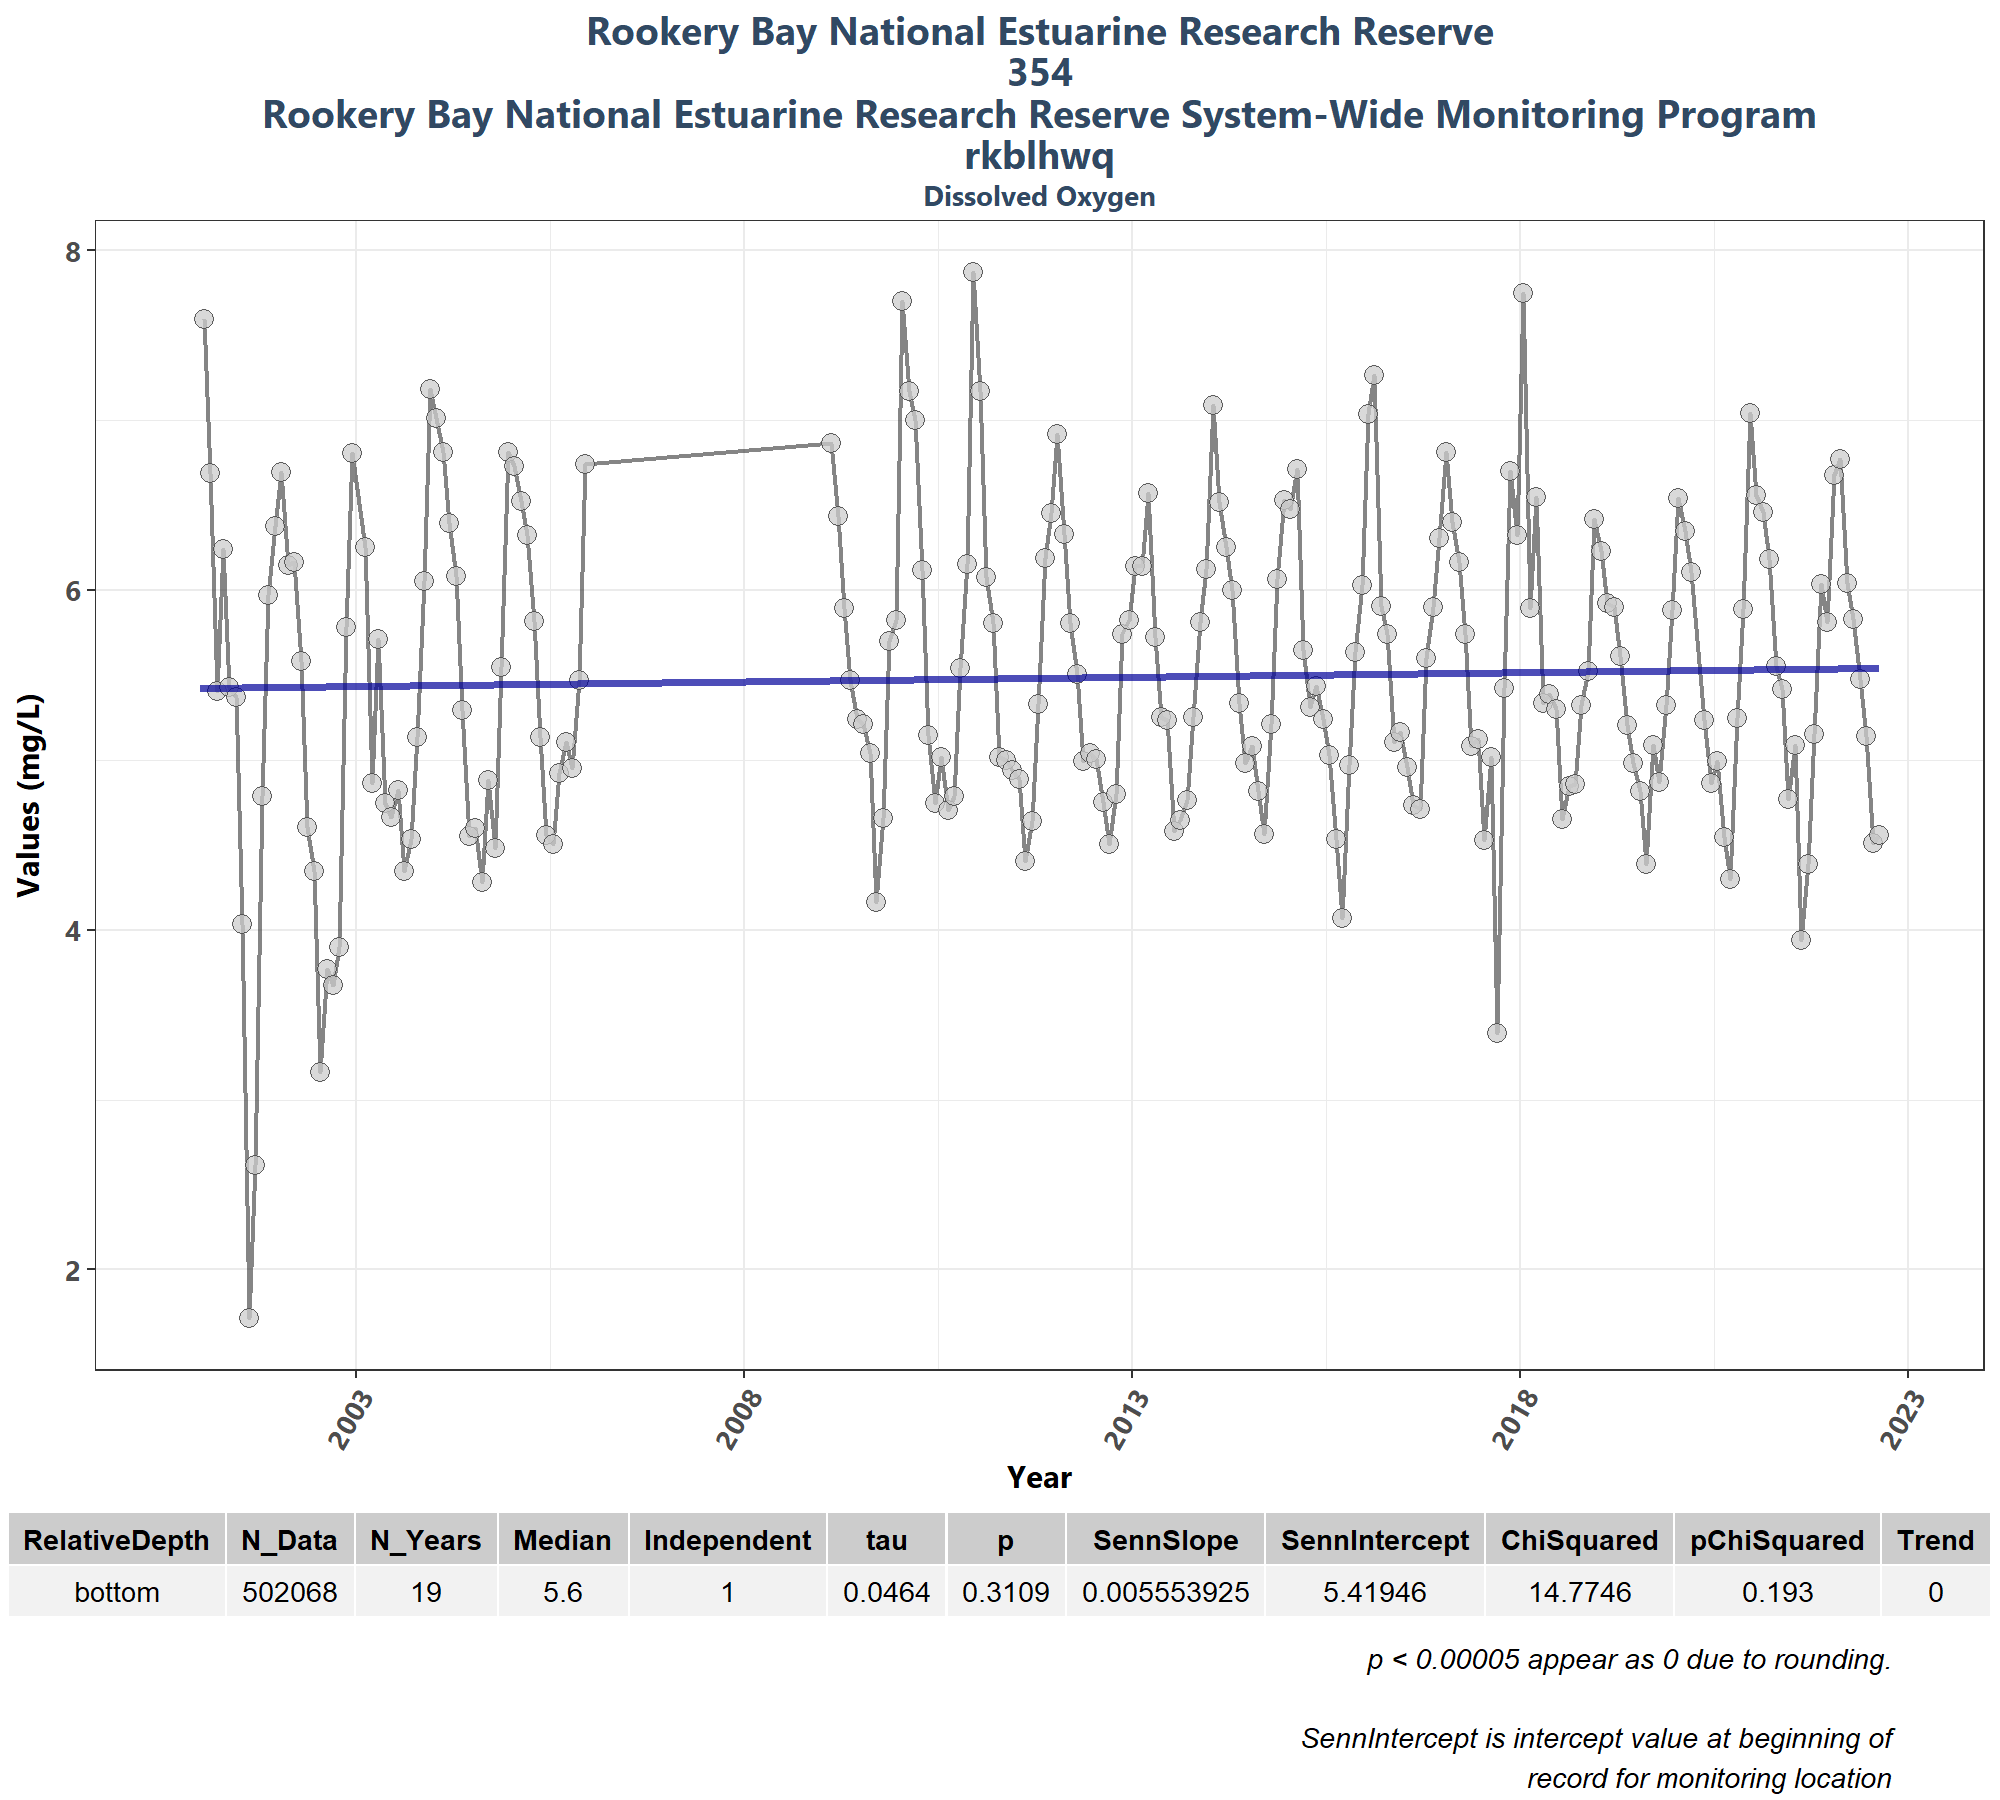 Rookery Bay National Estuarine Research Reserve
354
Rookery Bay National Estuarine Research Reserve System-Wide Monitoring Program
rkblhwq
Dissolved Oxygen
Values (mg/L)
8
6
4
2
2003
2008
2013
2018
2023
Year
RelativeDepth N_Data N_Years Median Independent tau p SennSlope SennIntercept ChiSquared pChiSquared Trend
bottom 502068 19 5.6 1 0.0464 0.3109 0.005553925 5.41946 14.7746 0.193 0
p < 0.00005 appear as 0 due to rounding.
SennIntercept is intercept value at beginning of
record for monitoring location